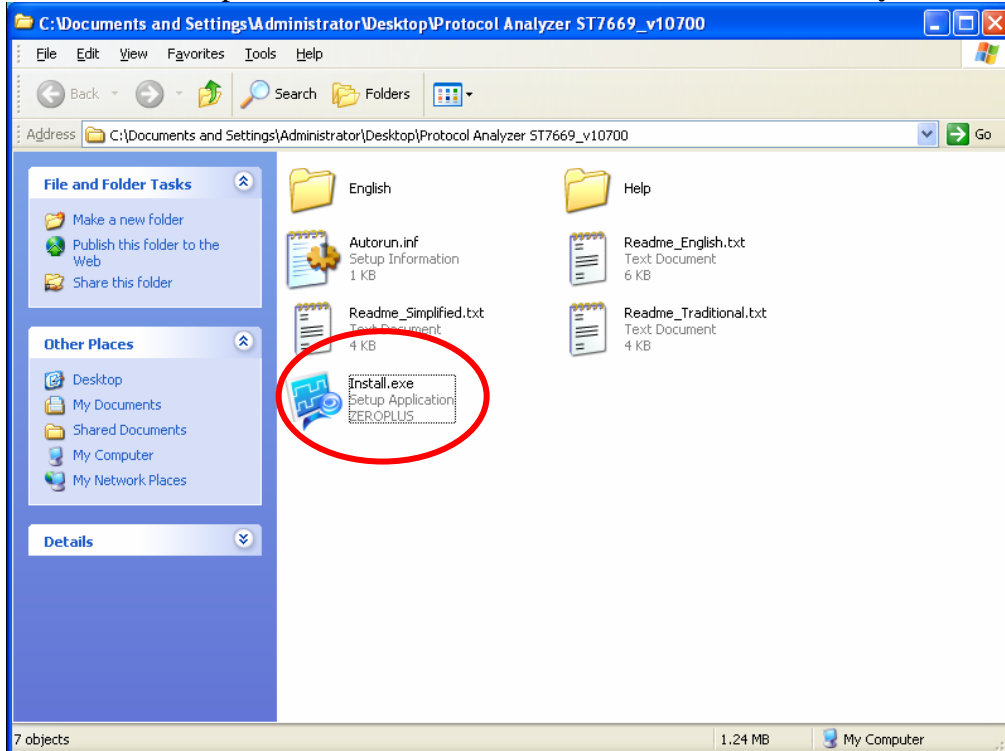 C:\Documents and Settings\Administrator\Desktop\Protocol Analyzer ST7669_v10700
File Edit View Favorites Tools Help
Back Search Folders
Address C:\Documents and Settings\Administrator\Desktop\Protocol Analyzer ST7669_v10700 Go
File and Folder Tasks
Make a new folder
Publish this folder to the
Web
Share this folder
Other Places
Desktop
My Documents
Shared Documents
My Computer
My Network Places
Details
English
Help
Autorun.inf
Setup Information
1 KB
Readme_English.txt
Text Document
6 KB
Readme_Simplified.txt
Text Document
4 KB
Readme_Traditional.txt
Text Document
4 KB
Install.exe
Setup Application
ZEROPLUS
7 objects 1.24 MB My Computer